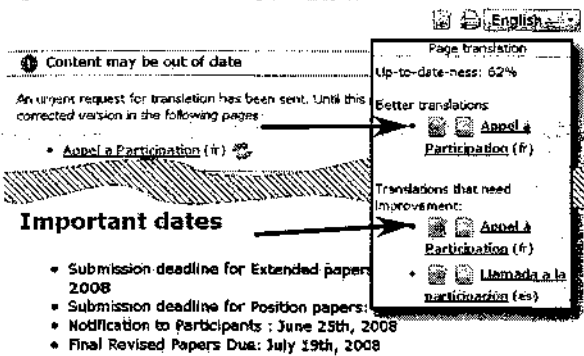 English
Content may be out of date
An urgent request for translation has been sent. Until this
corrected version in the following pages:
• Appel a Participation (fr)
Important dates
• Submission deadline for Extended papers
2008
• Submission deadline for Position papers:
• Notification to Participants : June 25th, 2008
• Final Revised Papers Due: July 19th, 2008
Page translation
Up-to-date-ness: 62%
Better translations
• Appel à
Participation (fr)
Translations that need
improvement:
• Appel à
Participation (fr)
• Llamada a la
participación (es)